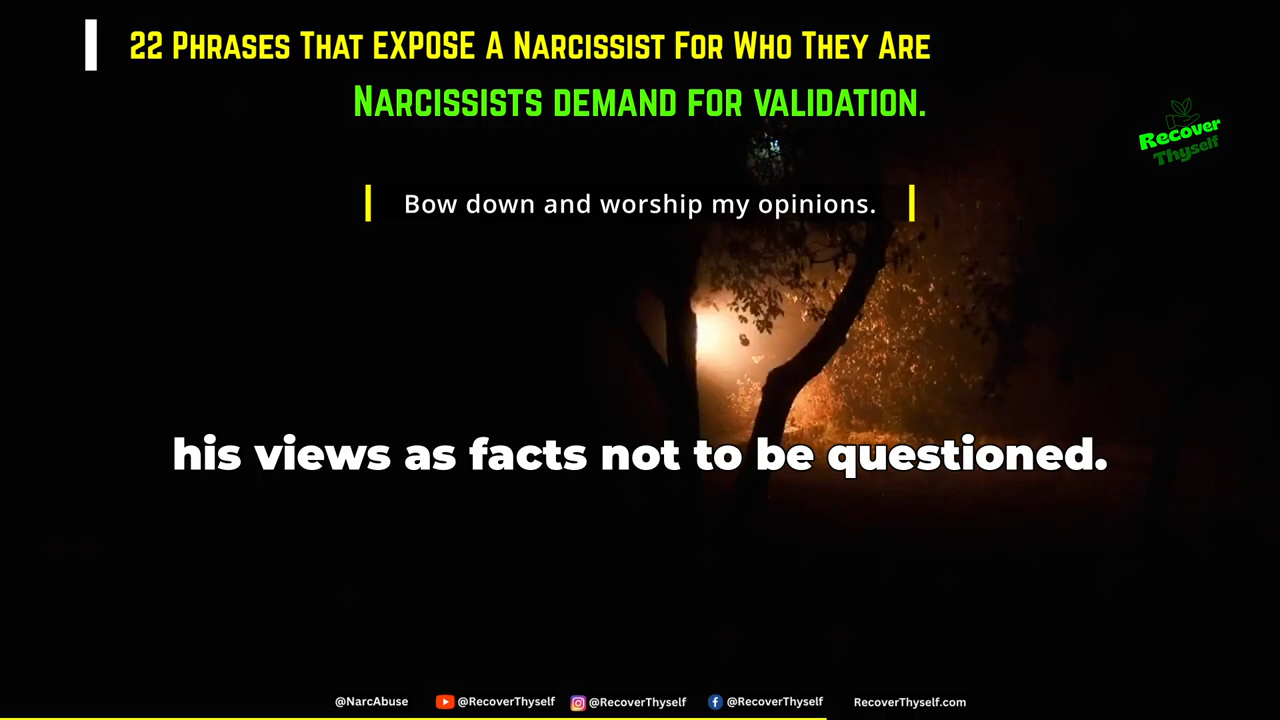 22 Phrases That EXPOSE A Narcissist For Who They Are
Narcissists demand for validation.
Recover
Thyself
Bow down and worship my opinions.
his views as facts not to be questioned.
@NarcAbuse @RecoverThyself @RecoverThyself @RecoverThyself RecoverThyself.com